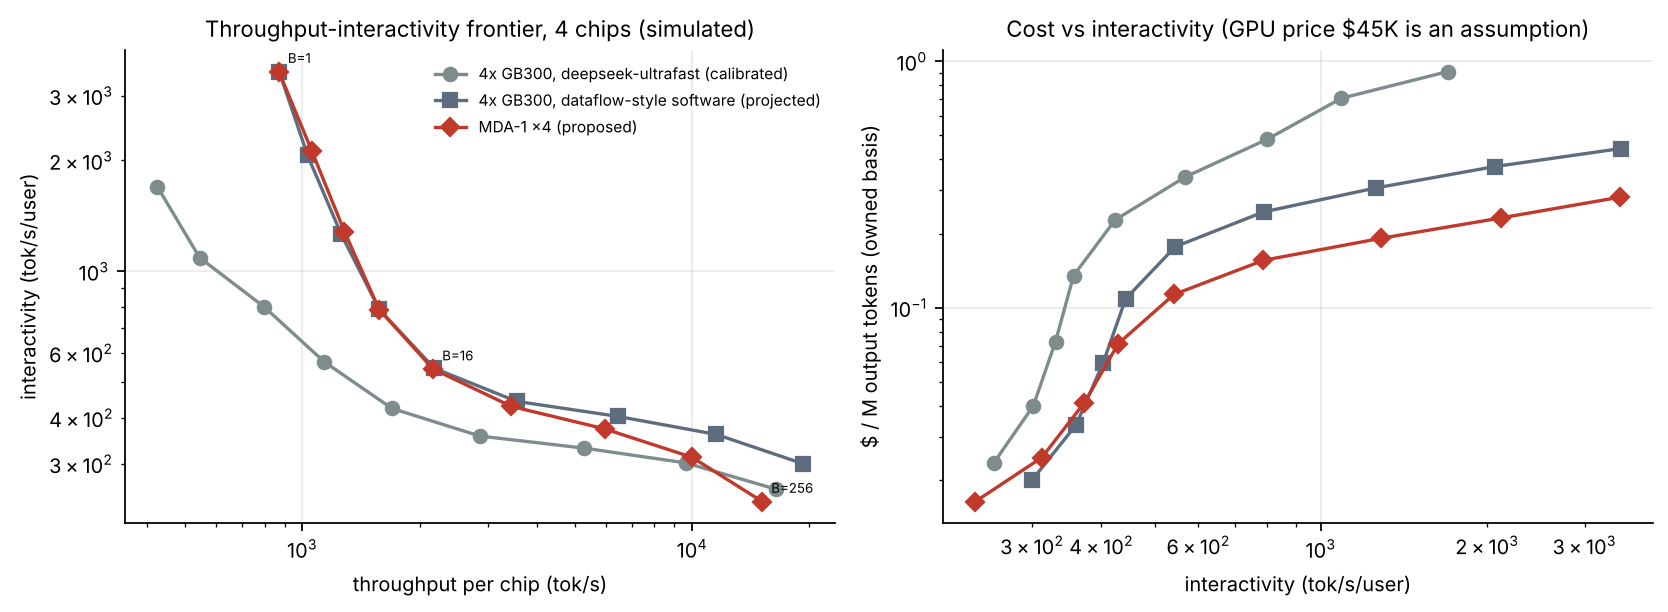 Throughput-interactivity frontier, 4 chips (simulated)
B=1
4x GB300, deepseek-ultrafast (calibrated)
4x GB300, dataflow-style software (projected)
MDA-1 ×4 (proposed)
B=16
B=256
3 × 10³
2 × 10³
10³
6 × 10²
4 × 10²
3 × 10²
interactivity (tok/s/user)
10³
10⁴
throughput per chip (tok/s)
Cost vs interactivity (GPU price $45K is an assumption)
10⁰
10⁻¹
$ / M output tokens (owned basis)
3 × 10² 4 × 10² 6 × 10² 10³ 2 × 10³ 3 × 10³
interactivity (tok/s/user)